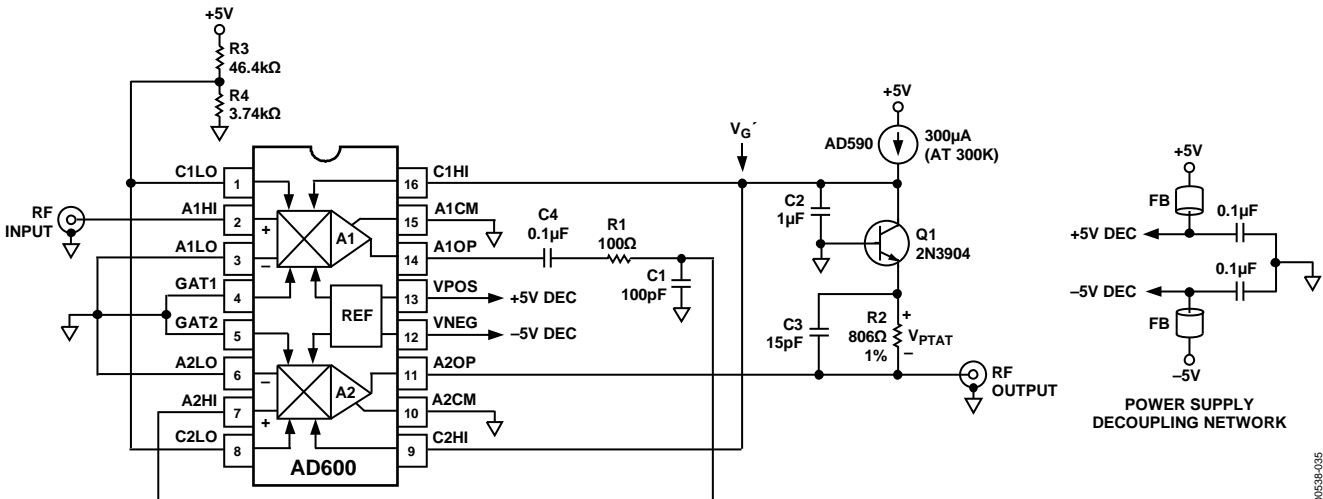 +5V
R3
46.4kΩ
R4
3.74kΩ
+5V
VG´
AD590
300µA
(AT 300K)
+5V
FB
0.1µF
+5V DEC
0.1µF
–5V DEC
FB
–5V
POWER SUPPLY
DECOUPLING NETWORK
C1LO
1
16
C1HI
RF
INPUT
A1HI
2
+
A1
15
A1CM
A1LO
3
–
14
A1OP
C4
0.1µF
R1
100Ω
C1
100pF
C2
1µF
Q1
2N3904
GAT1
4
REF
13
VPOS
+5V DEC
GAT2
5
12
VNEG
–5V DEC
C3
15pF
R2
806Ω
1%
+
VPTAT
–
A2LO
6
–
A2
11
A2OP
RF
OUTPUT
A2HI
7
+
10
A2CM
C2LO
8
9
C2HI
AD600
00538-035